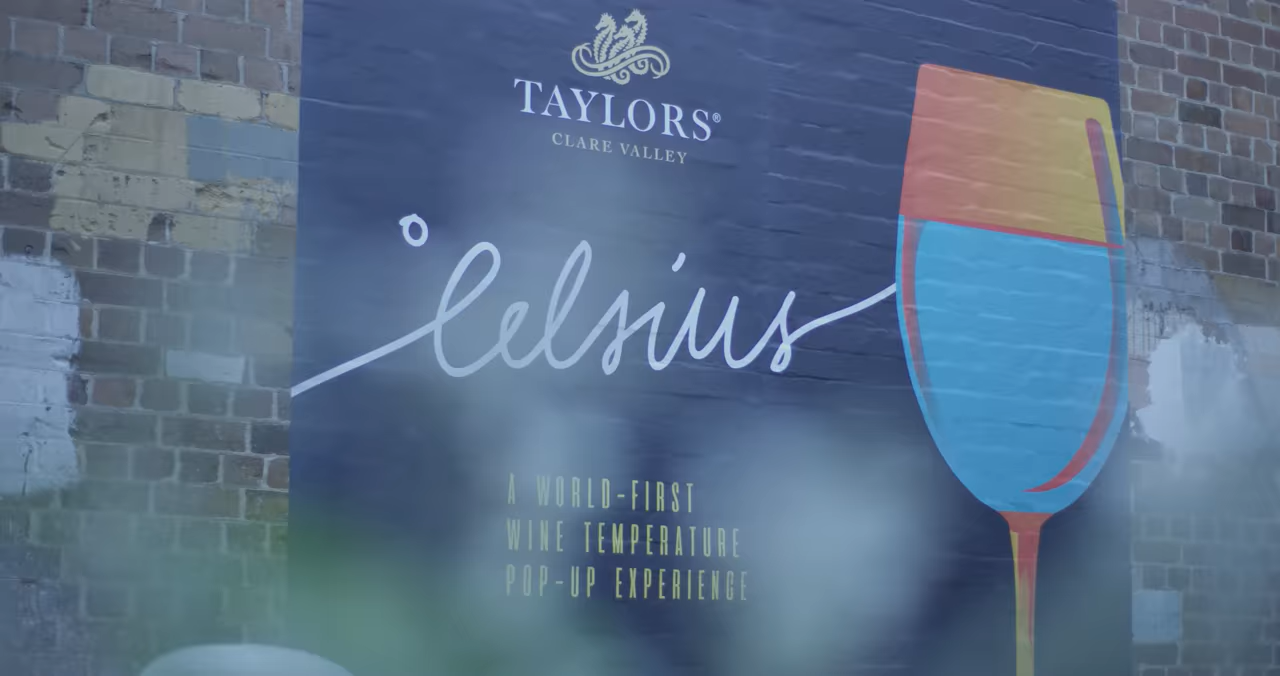 TAYLORS®
CLARE VALLEY
°Celsius
A WORLD-FIRST
WINE TEMPERATURE
POP-UP EXPERIENCE